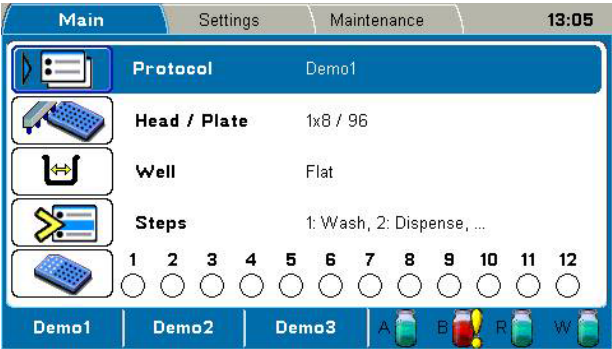 Main Settings Maintenance 13:05
Protocol Demo1
Head / Plate 1x8 / 96
Well Flat
Steps 1: Wash, 2: Dispense, ...
1 2 3 4 5 6 7 8 9 10 11 12
Demo1 Demo2 Demo3 A B R W